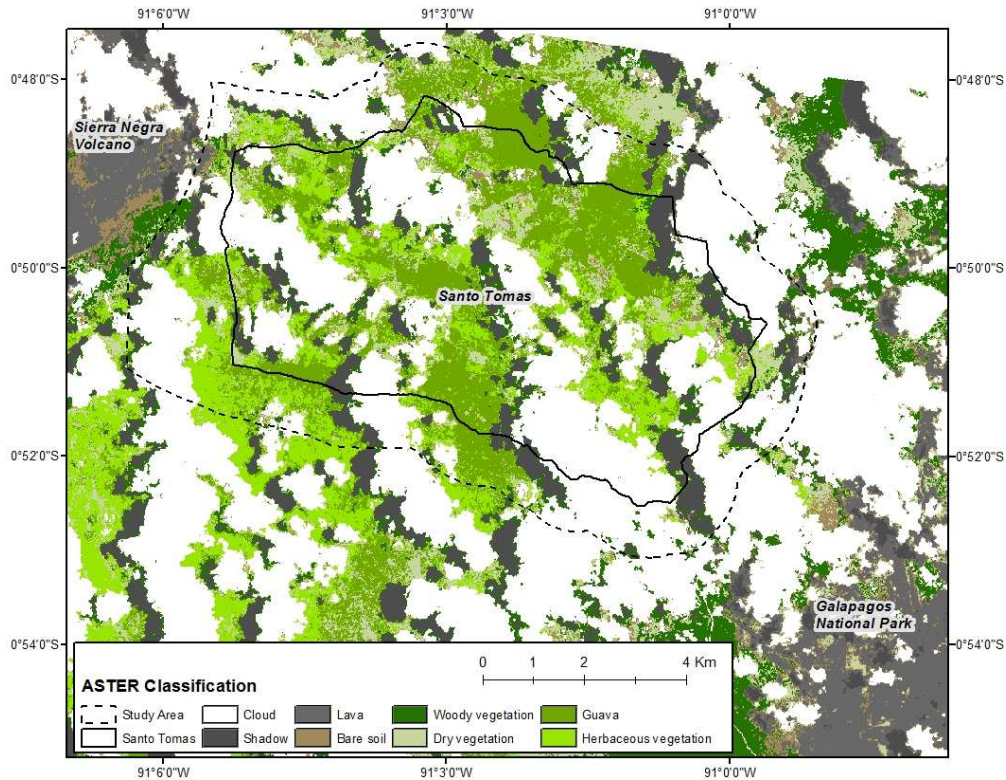 91°6'0"W 91°3'0"W 91°0'0"W
0°48'0"S 0°48'0"S
Sierra Negra
Volcano
0°50'0"S 0°50'0"S
Santo Tomas
0°52'0"S 0°52'0"S
Galapagos
National Park
0°54'0"S 0°54'0"S
0 1 2 4 Km
ASTER Classification
Study Area Cloud Lava Woody vegetation Guava
Santo Tomas Shadow Bare soil Dry vegetation Herbaceous vegetation
91°6'0"W 91°3'0"W 91°0'0"W